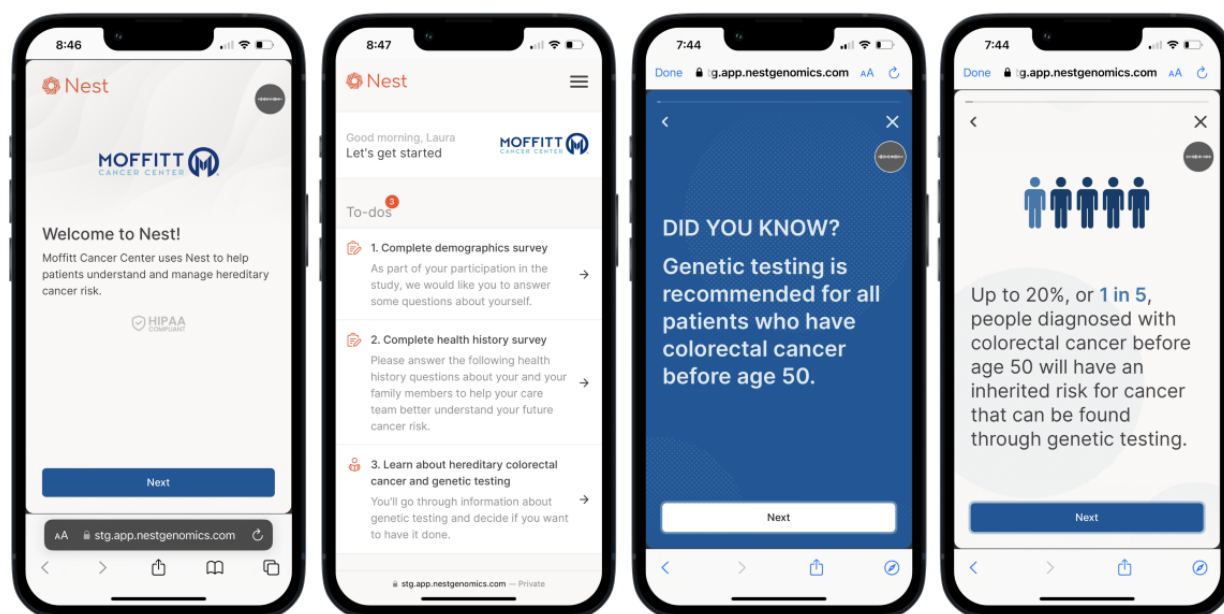 8:46
Nest
MOFFITT
CANCER CENTER
Welcome to Nest!
Moffitt Cancer Center uses Nest to help
patients understand and manage hereditary
cancer risk.
HIPAA
COMPLIANT
Next
AA stg.app.nestgenomics.com
8:47
Nest
Good morning, Laura
Let's get started
MOFFITT
CANCER CENTER
To-dos
3
1. Complete demographics survey
As part of your participation in the
study, we would like you to answer
some questions about yourself.
2. Complete health history survey
Please answer the following health
history questions about your and your
family members to help your care
team better understand your future
cancer risk.
3. Learn about hereditary colorectal
cancer and genetic testing
You'll go through information about
genetic testing and decide if you want
to have it done.
stg.app.nestgenomics.com — Private
7:44
Done tg.app.nestgenomics.com AA
DID YOU KNOW?
Genetic testing is
recommended for all
patients who have
colorectal cancer
before age 50.
Next
7:44
Done tg.app.nestgenomics.com AA
Up to 20%, or 1 in 5,
people diagnosed with
colorectal cancer before
age 50 will have an
inherited risk for cancer
that can be found
through genetic testing.
Next